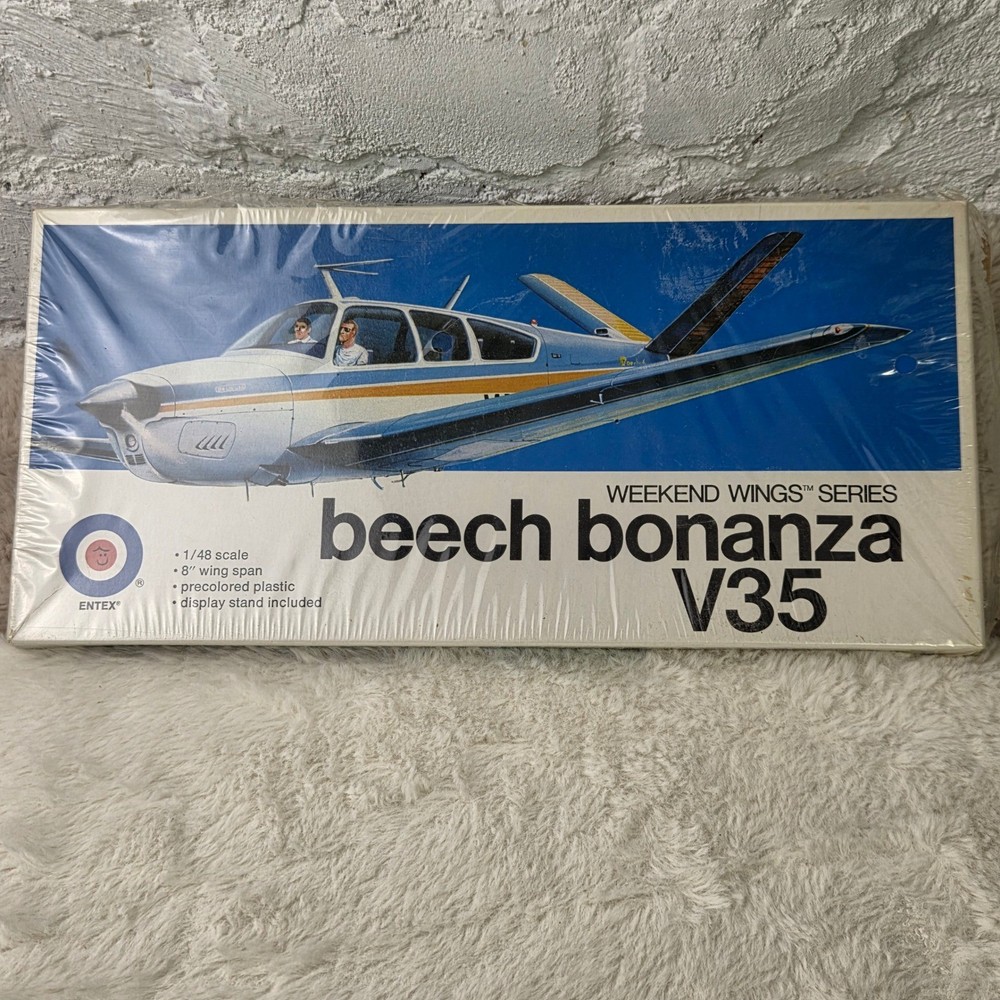 WEEKEND WINGS™ SERIES
beech bonanza
V35
• 1/48 scale
• 8" wing span
• precolored plastic
• display stand included
®
ENTEX®